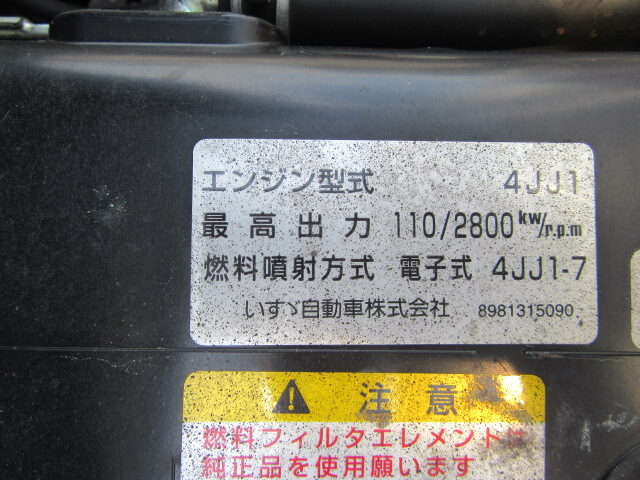 エンジン型式 4JJ1
最高出力 110/2800kw/r.p.m
燃料噴射方式 電子式 4JJ1-7
いすゞ自動車株式会社 8981315090
注意
燃料フィルタエレメントは
純正品を使用願います